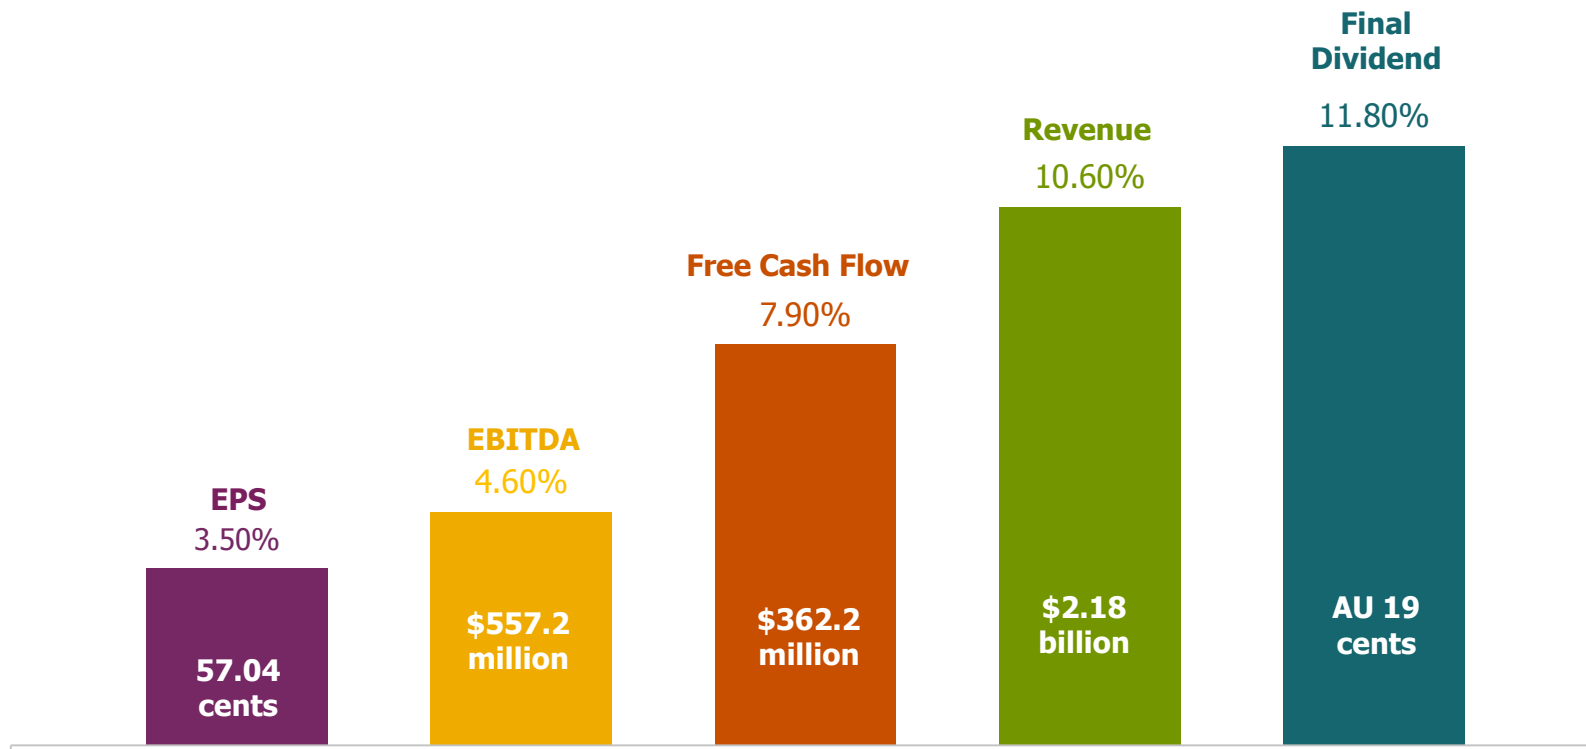 EPS
3.50%
57.04
cents
EBITDA
4.60%
$557.2
million
Free Cash Flow
7.90%
$362.2
million
Revenue
10.60%
$2.18
billion
Final
Dividend
11.80%
AU 19
cents